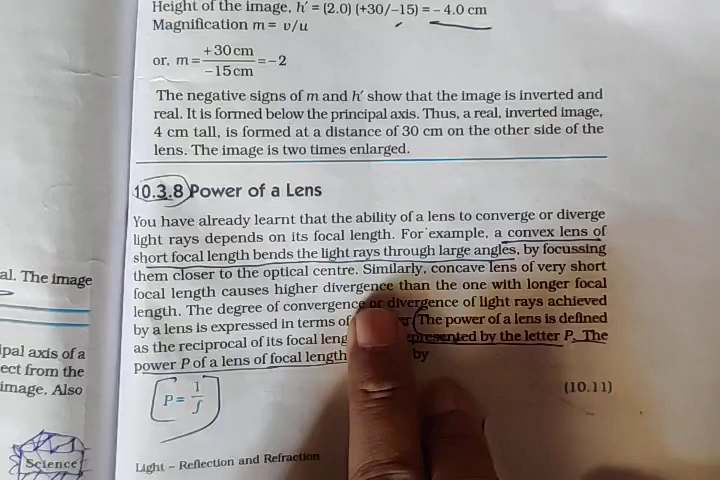 Height of the image, h′ = (2.0) (+30/−15) = − 4.0 cm
Magnification m = v/u
or, m = +30 cm / −15 cm = −2
The negative signs of m and h′ show that the image is inverted and
real. It is formed below the principal axis. Thus, a real, inverted image,
4 cm tall, is formed at a distance of 30 cm on the other side of the
lens. The image is two times enlarged.
10.3.8 Power of a Lens
You have already learnt that the ability of a lens to converge or diverge
light rays depends on its focal length. For example, a convex lens of
short focal length bends the light rays through large angles, by focussing
them closer to the optical centre. Similarly, concave lens of very short
focal length causes higher divergence than the one with longer focal
length. The degree of convergence or divergence of light rays achieved
by a lens is expressed in terms of The power of a lens is defined
as the reciprocal of its focal by the letter P. The
power P of a lens of focal length by
P = 1/f
(10.11)
Light – Reflection and Refraction
al. The image
ipal axis of a
ect from the
image. Also
Science